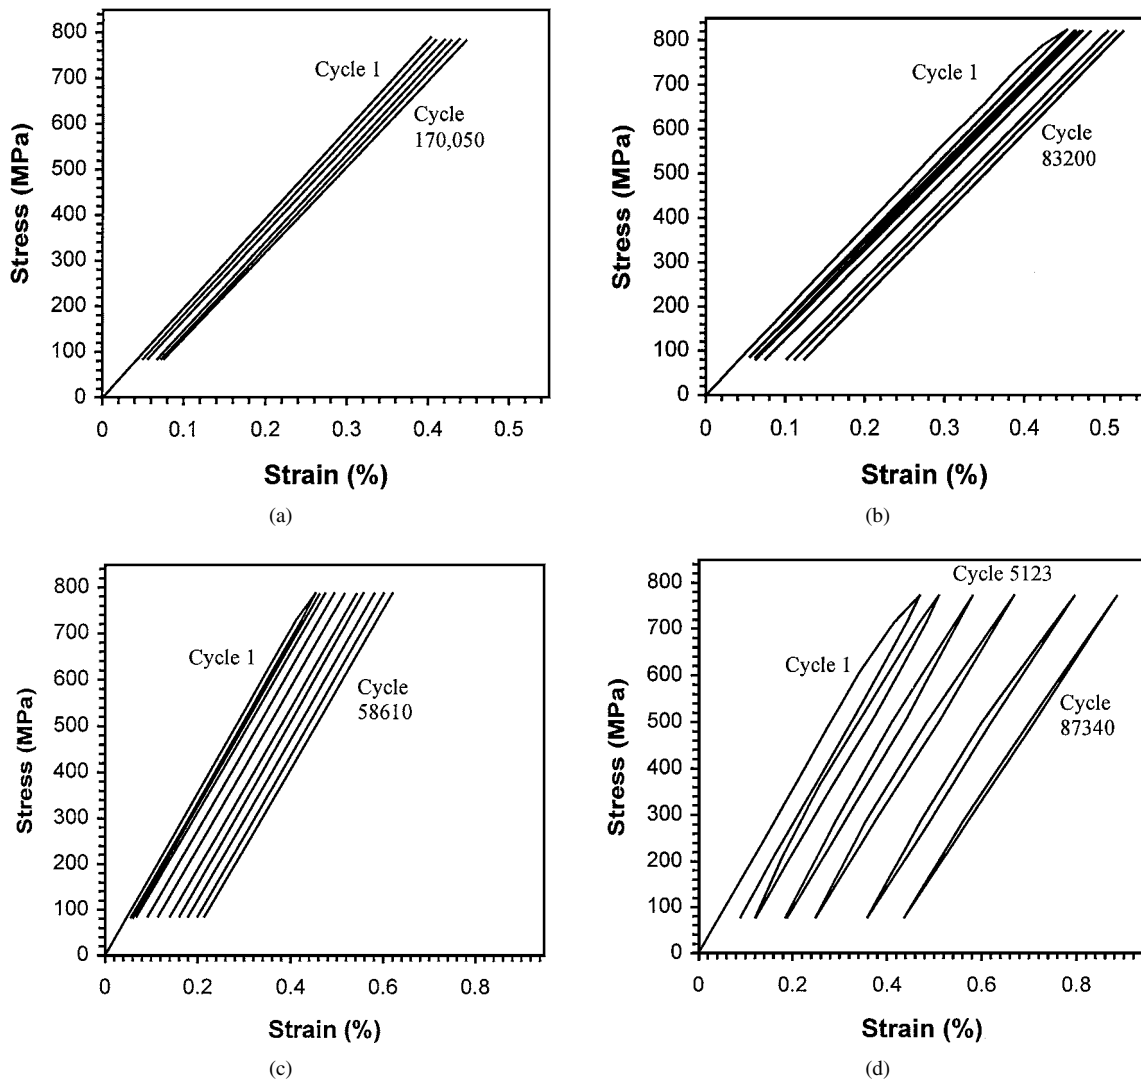 800
700
600
500
400
300
200
100
0
Stress (MPa)
Cycle 1
Cycle
170,050
0 0.1 0.2 0.3 0.4 0.5
Strain (%)
(a)
800
700
600
500
400
300
200
100
0
Stress (MPa)
Cycle 1
Cycle
83200
0 0.1 0.2 0.3 0.4 0.5
Strain (%)
(b)
800
700
600
500
400
300
200
100
0
Stress (MPa)
Cycle 1
Cycle
58610
0 0.2 0.4 0.6 0.8
Strain (%)
(c)
800
700
600
500
400
300
200
100
0
Stress (MPa)
Cycle 5123
Cycle 1
Cycle
87340
0 0.2 0.4 0.6 0.8
Strain (%)
(d)